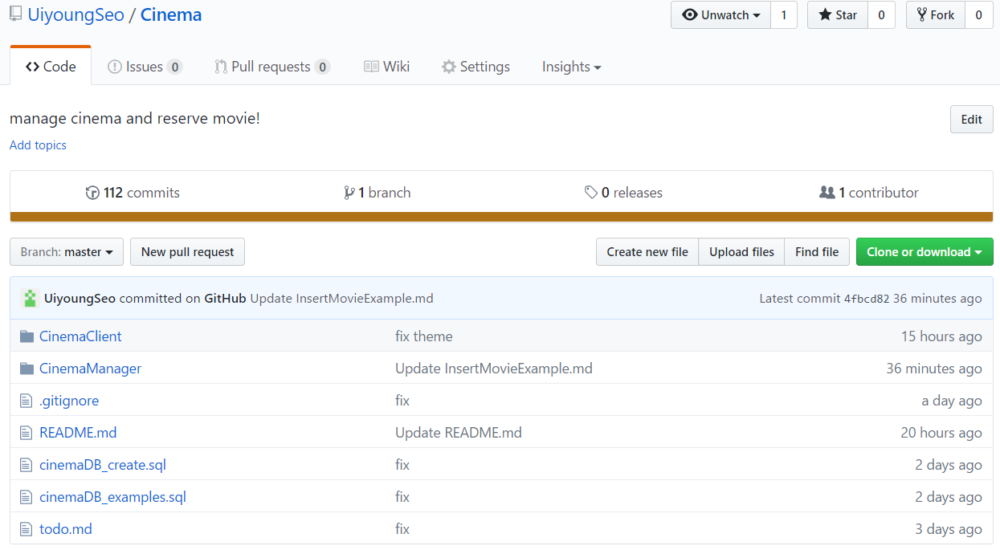 UiyoungSeo / Cinema
Unwatch 1 Star 0 Fork 0
Code Issues 0 Pull requests 0 Wiki Settings Insights
manage cinema and reserve movie!
Edit
Add topics
112 commits 1 branch 0 releases 1 contributor
Branch: master New pull request Create new file Upload files Find file Clone or download
UiyoungSeo committed on GitHub Update InsertMovieExample.md Latest commit 4fbcd82 36 minutes ago
CinemaClient fix theme 15 hours ago
CinemaManager Update InsertMovieExample.md 36 minutes ago
.gitignore fix a day ago
README.md Update README.md 20 hours ago
cinemaDB_create.sql fix 2 days ago
cinemaDB_examples.sql fix 2 days ago
todo.md fix 3 days ago